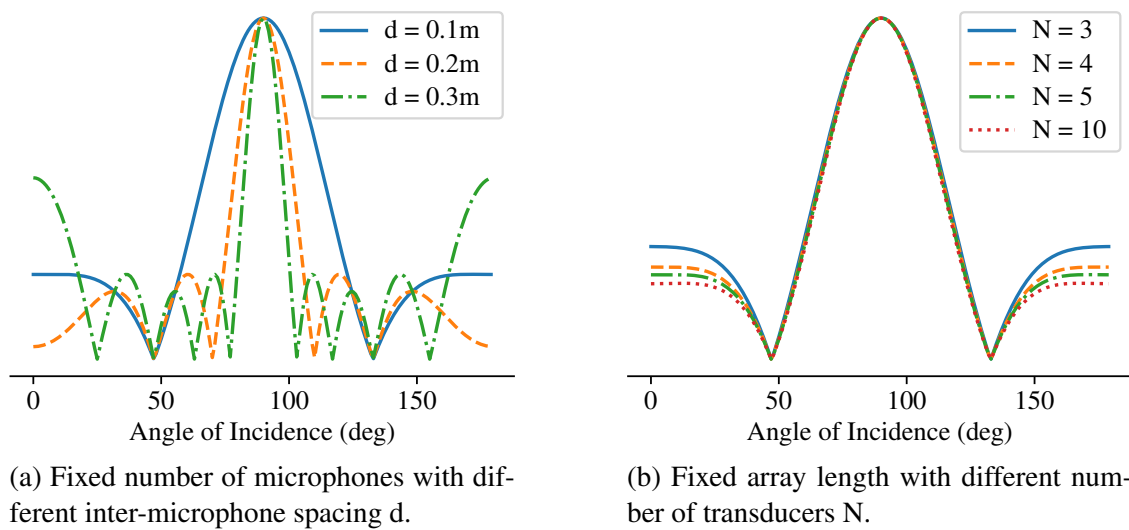 d = 0.1m
d = 0.2m
d = 0.3m
0
50
100
150
Angle of Incidence (deg)
(a) Fixed number of microphones with dif-
ferent inter-microphone spacing d.
N = 3
N = 4
N = 5
N = 10
0
50
100
150
Angle of Incidence (deg)
(b) Fixed array length with different num-
ber of transducers N.